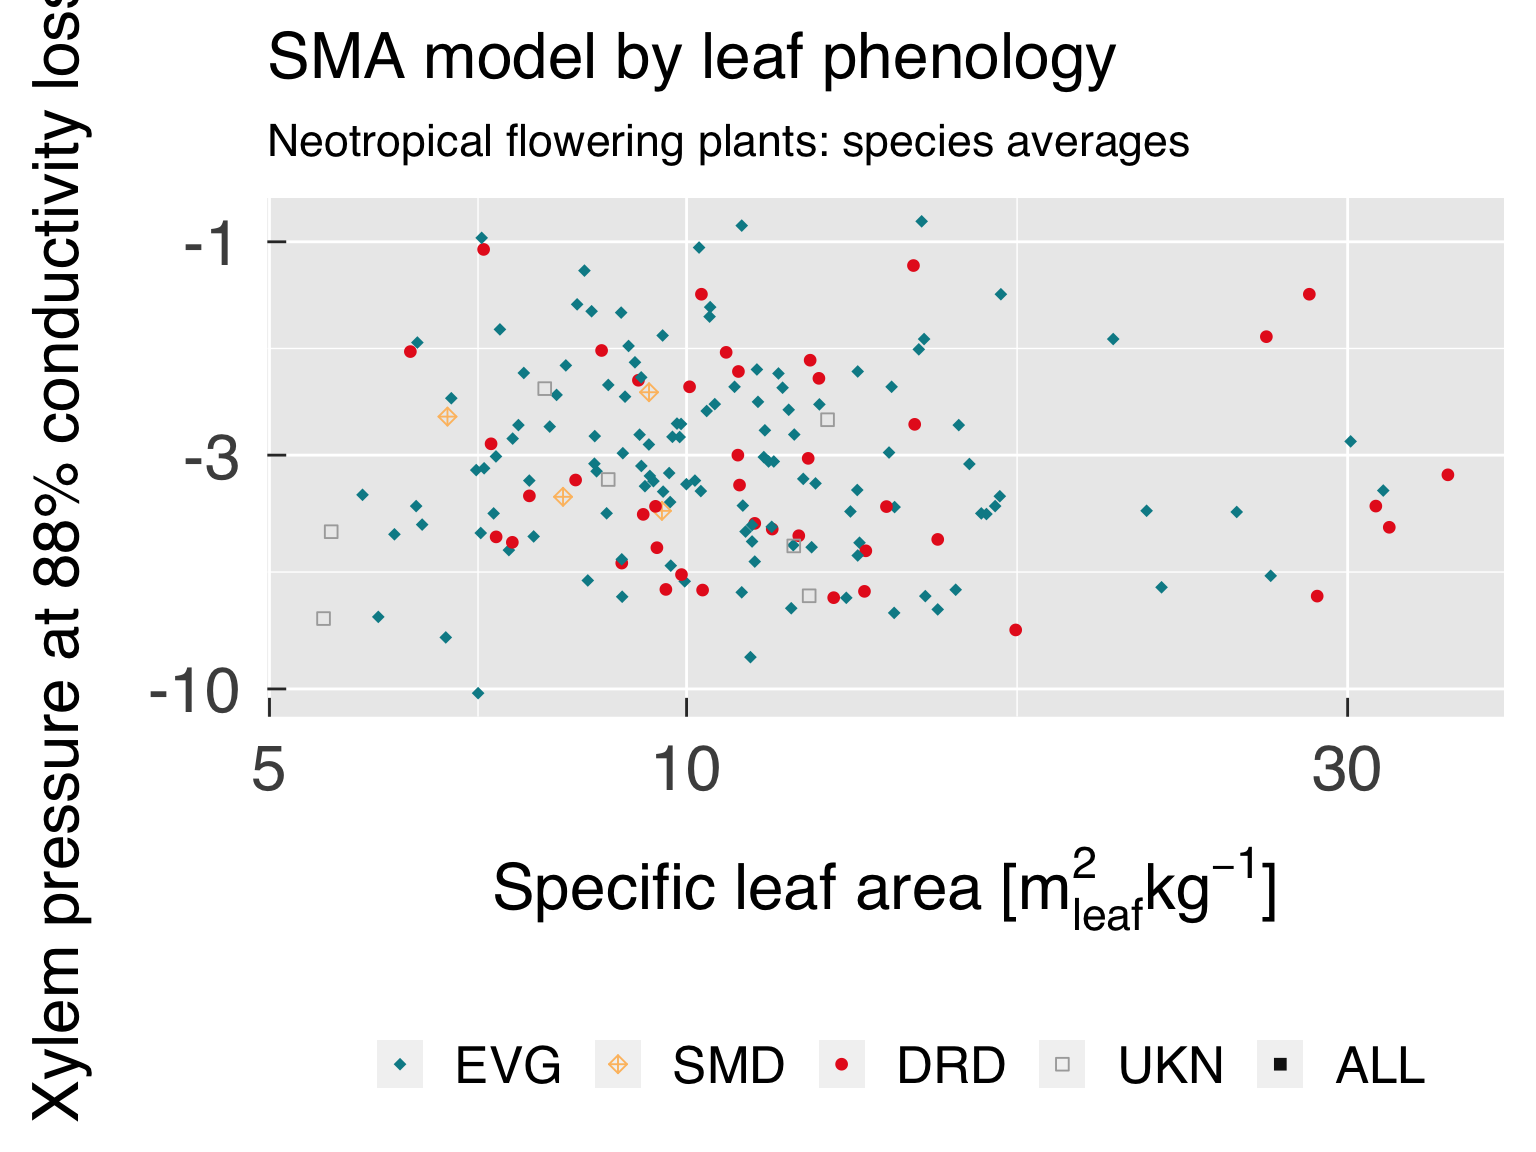 SMA model by leaf phenology
Neotropical flowering plants: species averages
Xylem pressure at 88% conductivity loss
-1
-3
-10
5 10 30
Specific leaf area [m²leafkg⁻¹]
EVG SMD DRD UKN ALL